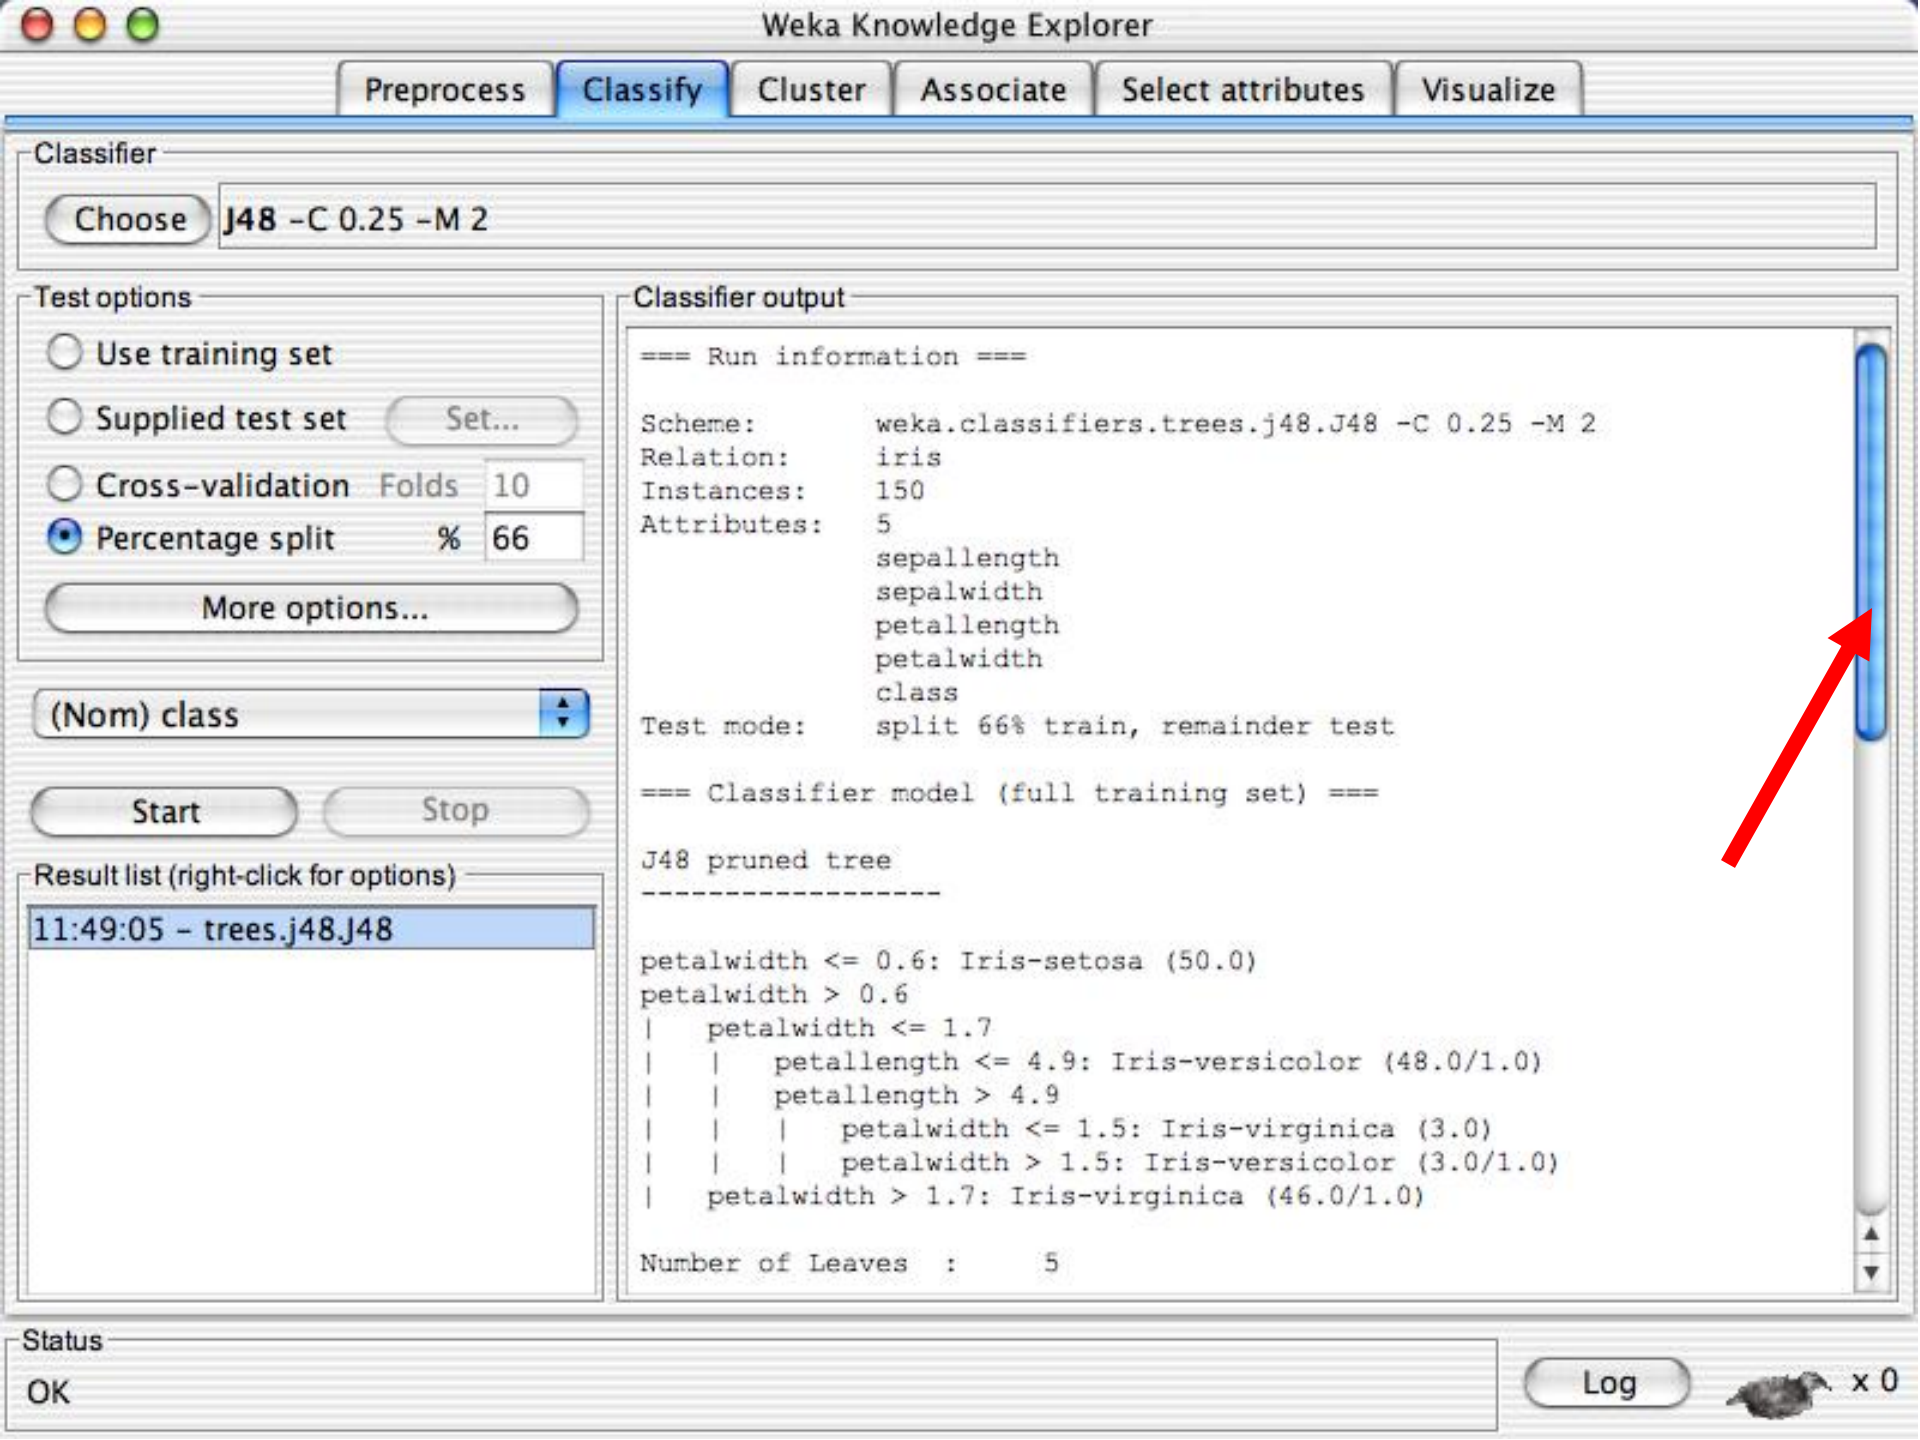 Weka Knowledge Explorer
Preprocess Classify Cluster Associate Select attributes Visualize
Classifier
Choose J48 -C 0.25 -M 2
Test options
Use training set
Supplied test set Set...
Cross-validation Folds 10
Percentage split % 66
More options...
(Nom) class
Start Stop
Result list (right-click for options)
11:49:05 - trees.j48.J48
Classifier output
=== Run information ===
Scheme: weka.classifiers.trees.j48.J48 -C 0.25 -M 2
Relation: iris
Instances: 150
Attributes: 5
sepallength
sepalwidth
petallength
petalwidth
class
Test mode: split 66% train, remainder test
=== Classifier model (full training set) ===
J48 pruned tree
------------------
petalwidth <= 0.6: Iris-setosa (50.0)
petalwidth > 0.6
| petalwidth <= 1.7
| | petallength <= 4.9: Iris-versicolor (48.0/1.0)
| | petallength > 4.9
| | | petalwidth <= 1.5: Iris-virginica (3.0)
| | | petalwidth > 1.5: Iris-versicolor (3.0/1.0)
| petalwidth > 1.7: Iris-virginica (46.0/1.0)
Number of Leaves : 5
Status
OK
Log x 0